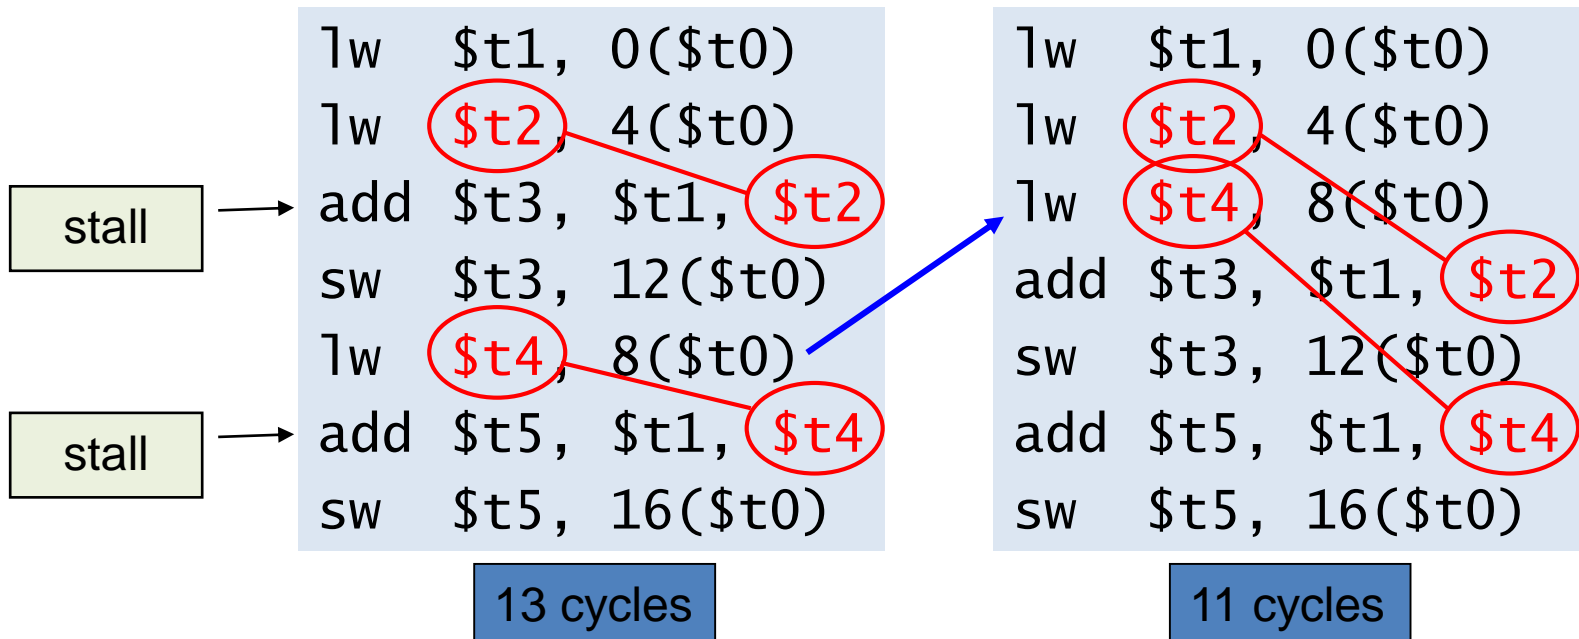 stall
stall
lw $t1, 0($t0)
lw $t2, 4($t0)
add $t3, $t1, $t2
sw $t3, 12($t0)
lw $t4, 8($t0)
add $t5, $t1, $t4
sw $t5, 16($t0)
13 cycles
lw $t1, 0($t0)
lw $t2, 4($t0)
lw $t4, 8($t0)
add $t3, $t1, $t2
sw $t3, 12($t0)
add $t5, $t1, $t4
sw $t5, 16($t0)
11 cycles